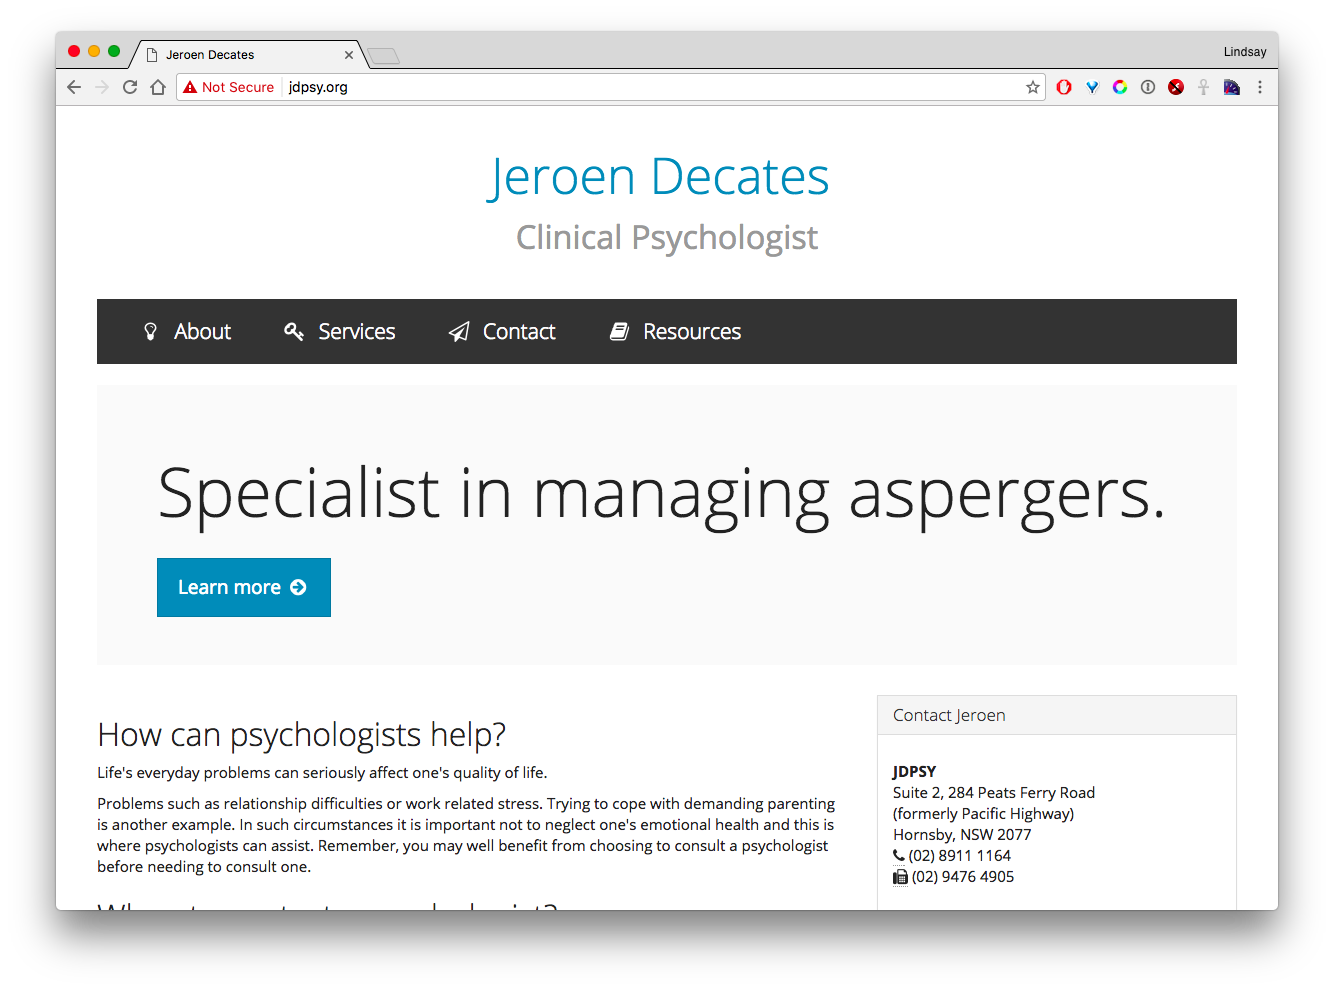 Jeroen Decates
Lindsay
Not Secure
jdpsy.org
Jeroen Decates
Clinical Psychologist
About
Services
Contact
Resources
Specialist in managing aspergers.
Learn more
How can psychologists help?
Life's everyday problems can seriously affect one's quality of life.
Problems such as relationship difficulties or work related stress. Trying to cope with demanding parenting
is another example. In such circumstances it is important not to neglect one's emotional health and this is
where psychologists can assist. Remember, you may well benefit from choosing to consult a psychologist
before needing to consult one.
Contact Jeroen
JDPSY
Suite 2, 284 Peats Ferry Road
(formerly Pacific Highway)
Hornsby, NSW 2077
(02) 8911 1164
(02) 9476 4905